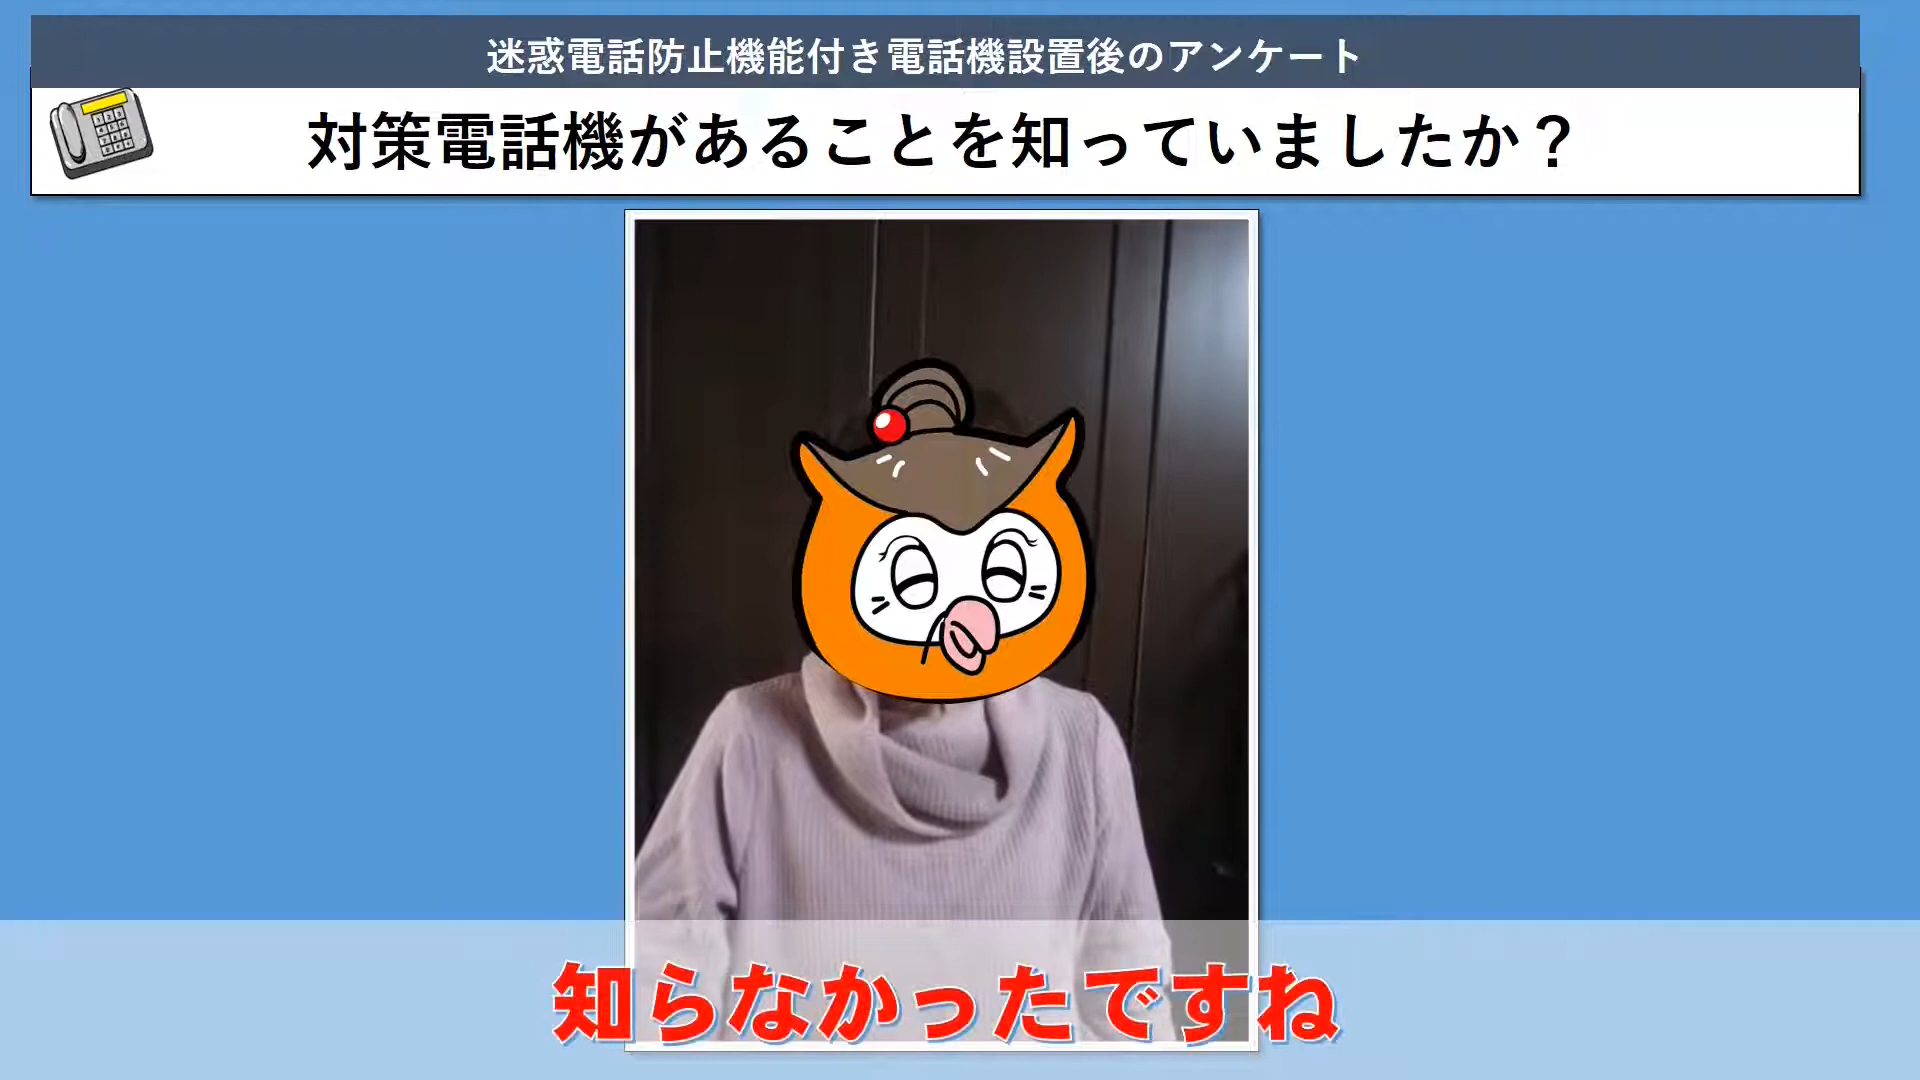 迷惑電話防止機能付き電話機設置後のアンケート
対策電話機があることを知っていましたか？
知らなかったですね